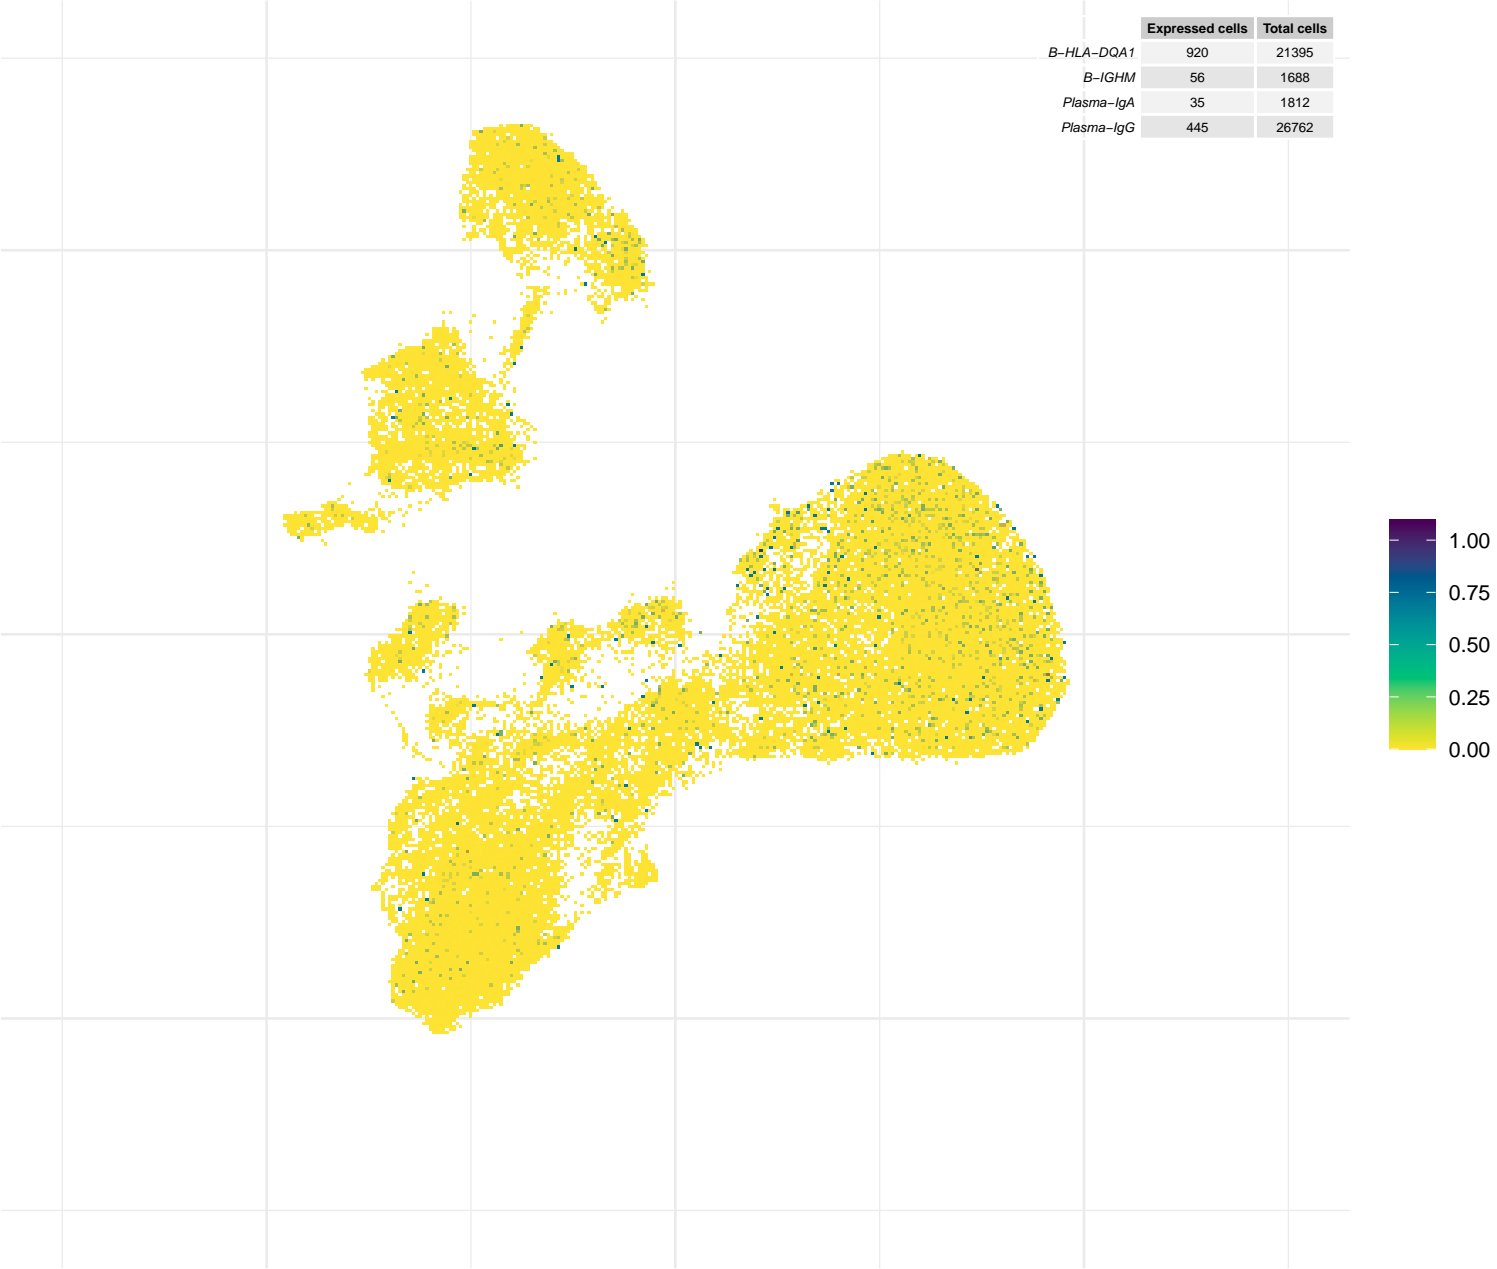 Expressed cells Total cells
B−HLA−DQA1 920 21395
B−IGHM 56 1688
Plasma−IgA 35 1812
Plasma−IgG 445 26762
1.00
0.75
0.50
0.25
0.00